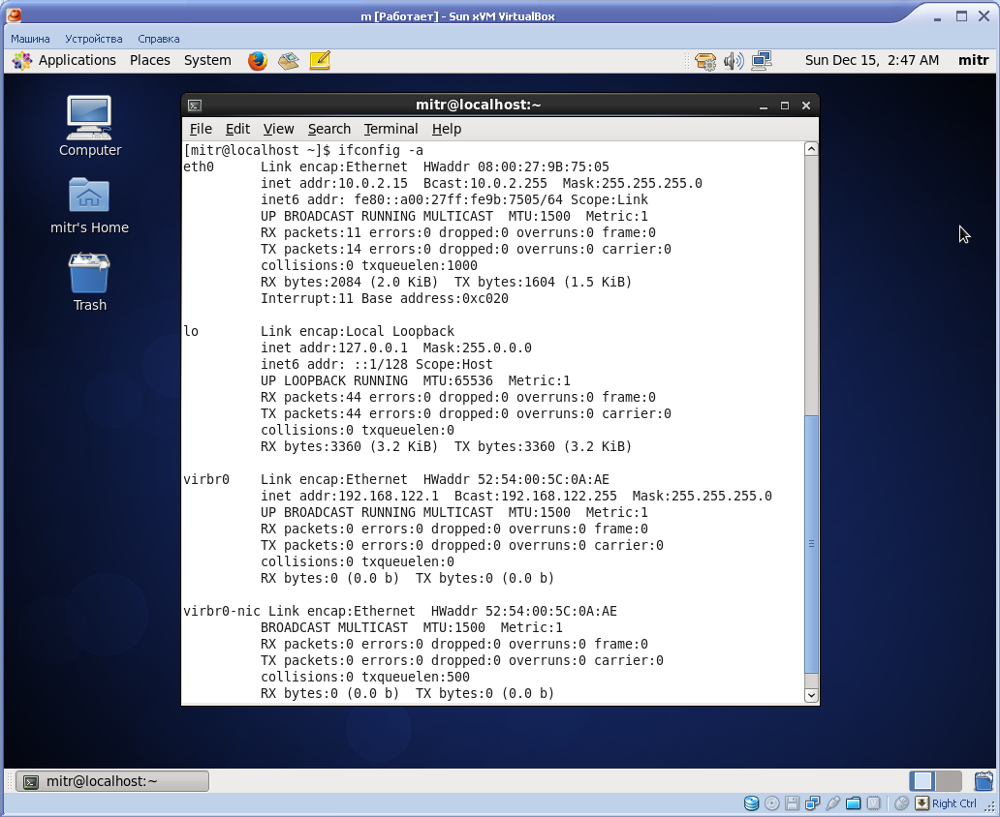 m [Работает] - Sun xVM VirtualBox
Машина Устройства Справка
Applications Places System Sun Dec 15, 2:47 AM mitr
Computer
mitr's Home
Trash
mitr@localhost:~
File Edit View Search Terminal Help
[mitr@localhost ~]$ ifconfig -a
eth0 Link encap:Ethernet HWaddr 08:00:27:9B:75:05
inet addr:10.0.2.15 Bcast:10.0.2.255 Mask:255.255.255.0
inet6 addr: fe80::a00:27ff:fe9b:7505/64 Scope:Link
UP BROADCAST RUNNING MULTICAST MTU:1500 Metric:1
RX packets:11 errors:0 dropped:0 overruns:0 frame:0
TX packets:14 errors:0 dropped:0 overruns:0 carrier:0
collisions:0 txqueuelen:1000
RX bytes:2084 (2.0 KiB) TX bytes:1604 (1.5 KiB)
Interrupt:11 Base address:0xc020
lo Link encap:Local Loopback
inet addr:127.0.0.1 Mask:255.0.0.0
inet6 addr: ::1/128 Scope:Host
UP LOOPBACK RUNNING MTU:65536 Metric:1
RX packets:44 errors:0 dropped:0 overruns:0 frame:0
TX packets:44 errors:0 dropped:0 overruns:0 carrier:0
collisions:0 txqueuelen:0
RX bytes:3360 (3.2 KiB) TX bytes:3360 (3.2 KiB)
virbr0 Link encap:Ethernet HWaddr 52:54:00:5C:0A:AE
inet addr:192.168.122.1 Bcast:192.168.122.255 Mask:255.255.255.0
UP BROADCAST RUNNING MULTICAST MTU:1500 Metric:1
RX packets:0 errors:0 dropped:0 overruns:0 frame:0
TX packets:0 errors:0 dropped:0 overruns:0 carrier:0
collisions:0 txqueuelen:0
RX bytes:0 (0.0 b) TX bytes:0 (0.0 b)
virbr0-nic Link encap:Ethernet HWaddr 52:54:00:5C:0A:AE
BROADCAST MULTICAST MTU:1500 Metric:1
RX packets:0 errors:0 dropped:0 overruns:0 frame:0
TX packets:0 errors:0 dropped:0 overruns:0 carrier:0
collisions:0 txqueuelen:500
RX bytes:0 (0.0 b) TX bytes:0 (0.0 b)
mitr@localhost:~
Right Ctrl